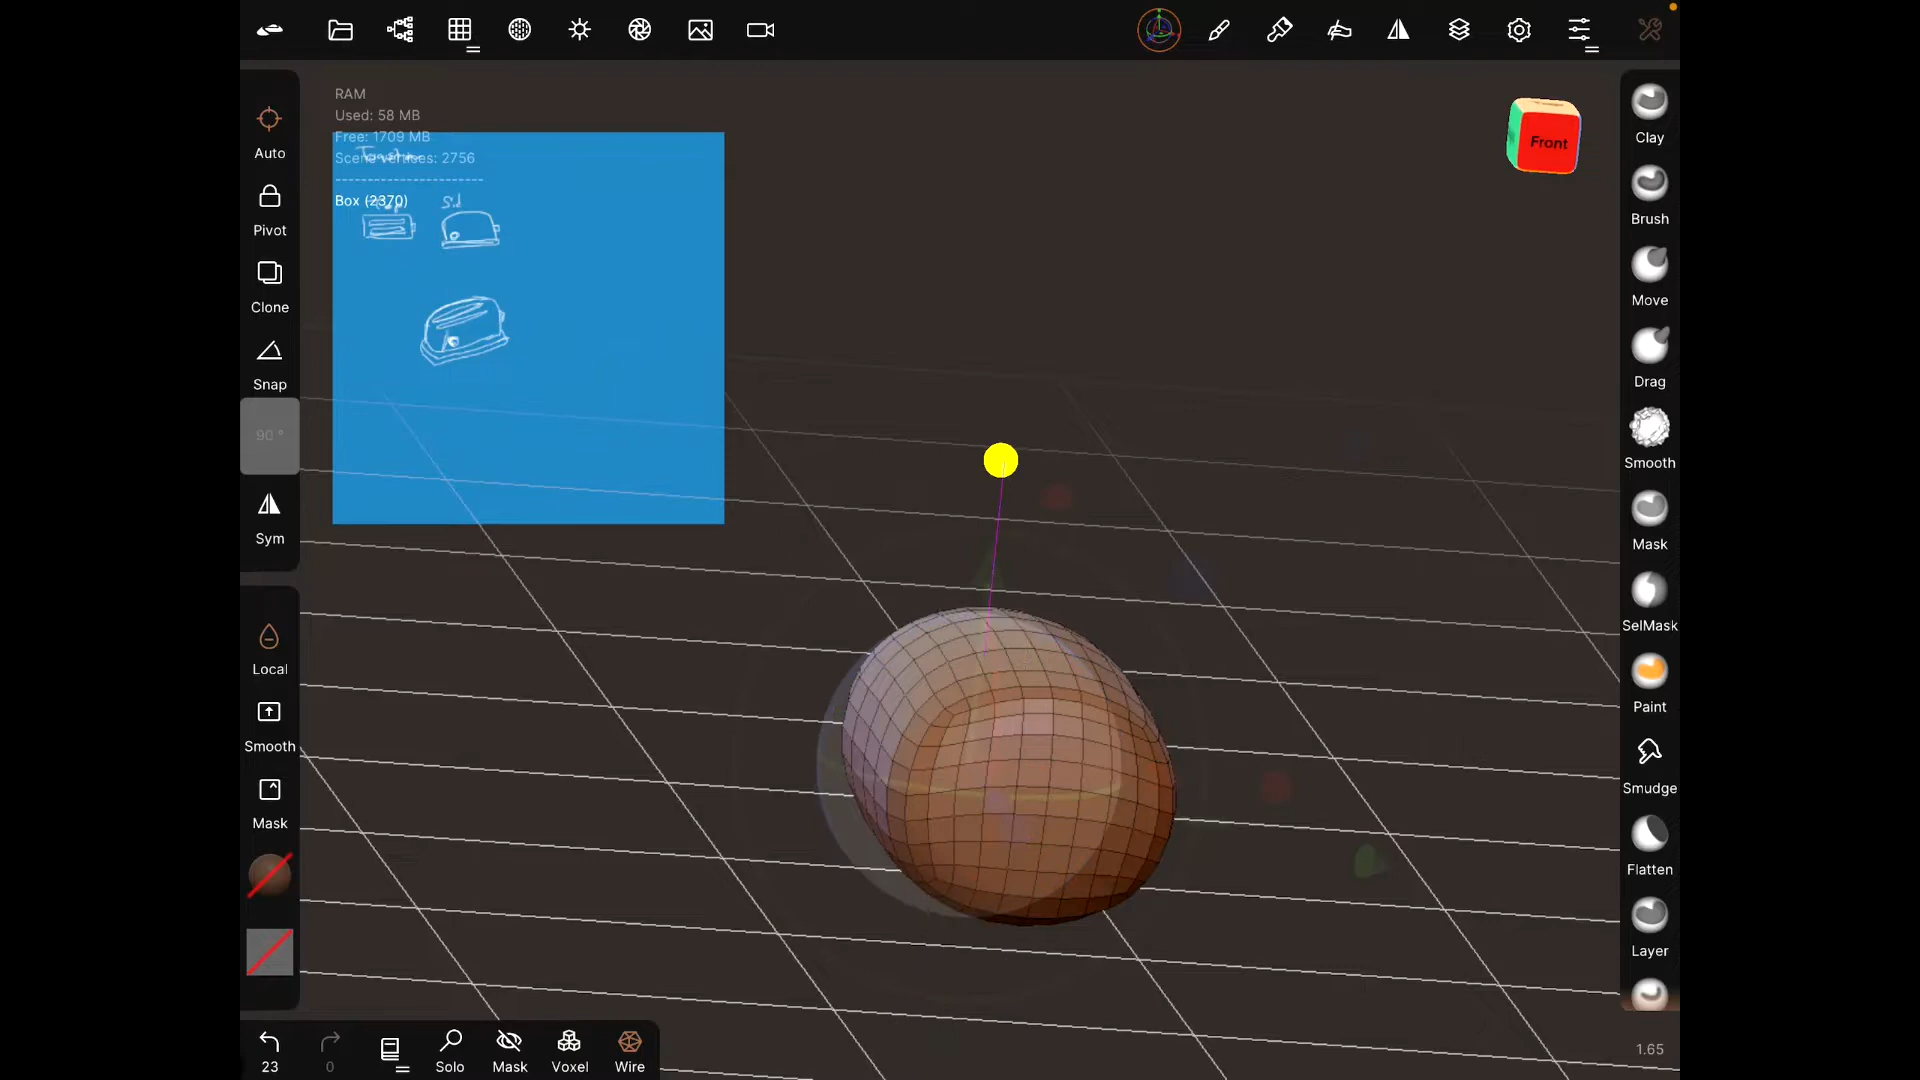 RAM
Used: 58 MB
Free: 1709 MB
Scene vertices: 2756
-----------------------
Box (2370)
Front
Auto
Pivot
Clone
Snap
90 °
Sym
Local
Smooth
Mask
Clay
Brush
Move
Drag
Smooth
Mask
SelMask
Paint
Smudge
Flatten
Layer
1.65
23
0
Solo
Mask
Voxel
Wire